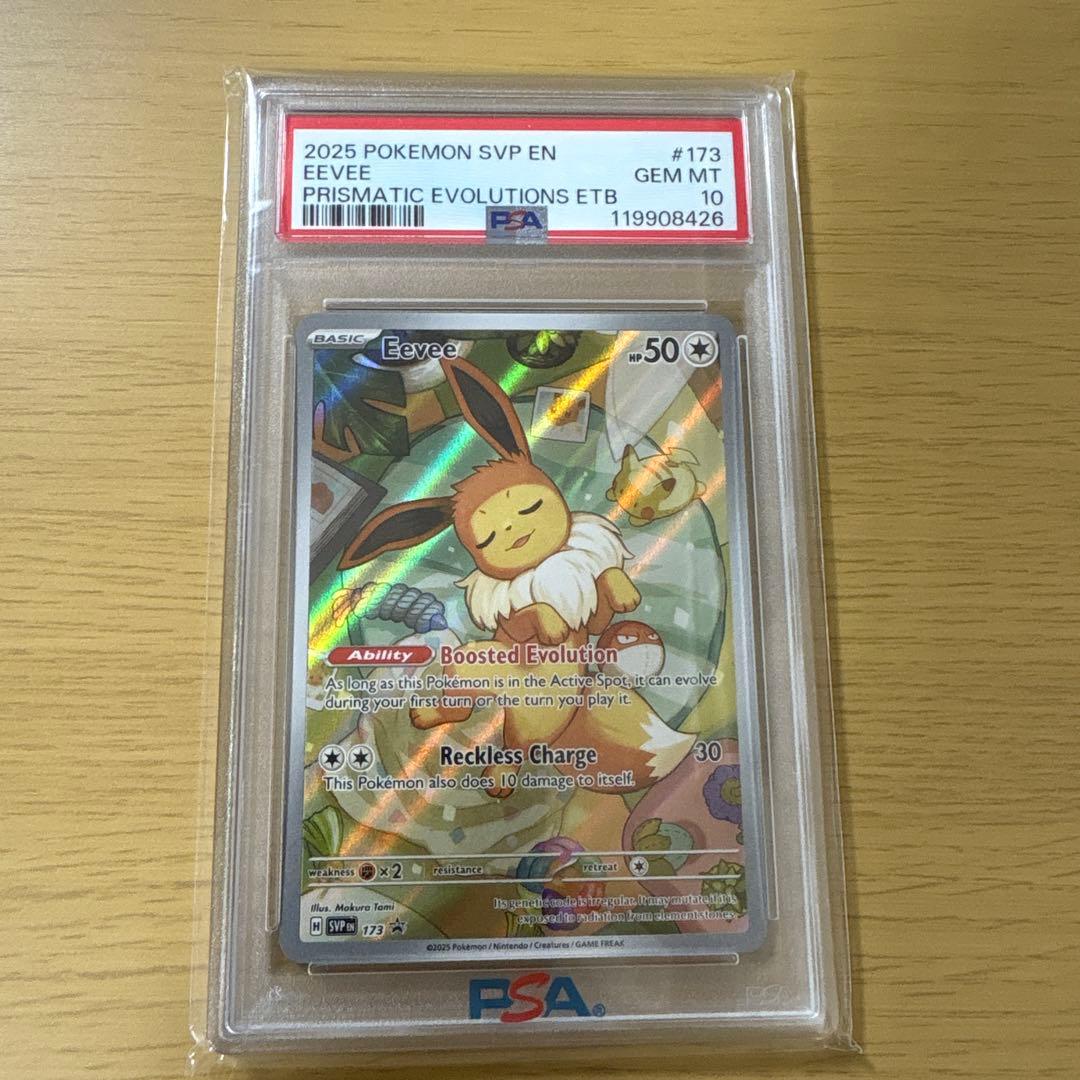 2025 POKEMON SVP EN #173
EEVEE GEM MT
PRISMATIC EVOLUTIONS ETB 10
PSA 119908426
BASIC Eevee HP 50
Ability Boosted Evolution
As long as this Pokémon is in the Active Spot, it can evolve
during your first turn or the turn you play it.
Reckless Charge 30
This Pokémon also does 10 damage to itself.
weakness ×2 resistance retreat
Illus. Makura Tami
Its genetic code is irregular. It may mutate if it is
exposed to radiation from element stones.
H SVP EN 173
©2025 Pokémon / Nintendo / Creatures / GAME FREAK
PSA®